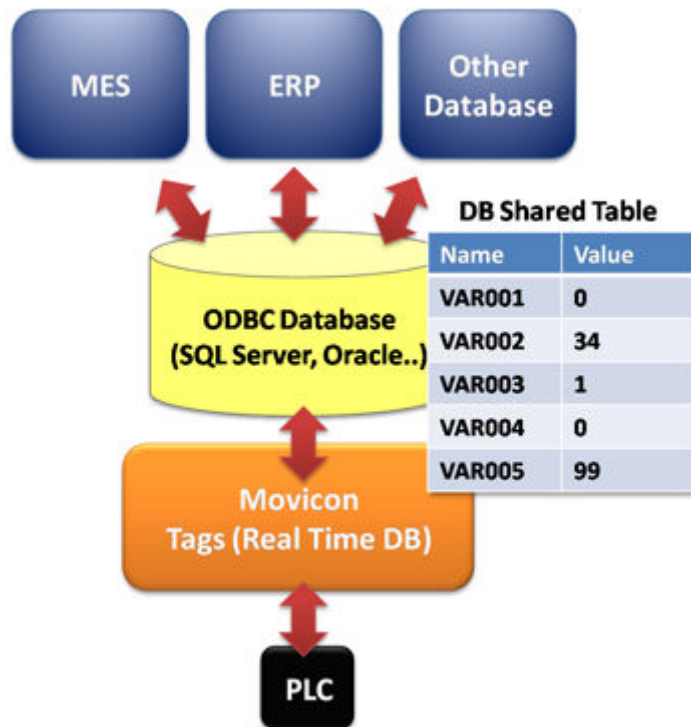 MES
ERP
Other
Database
DB Shared Table
Name Value
VAR001 0
VAR002 34
VAR003 1
VAR004 0
VAR005 99
ODBC Database
(SQL Server, Oracle..)
Movicon
Tags (Real Time DB)
PLC